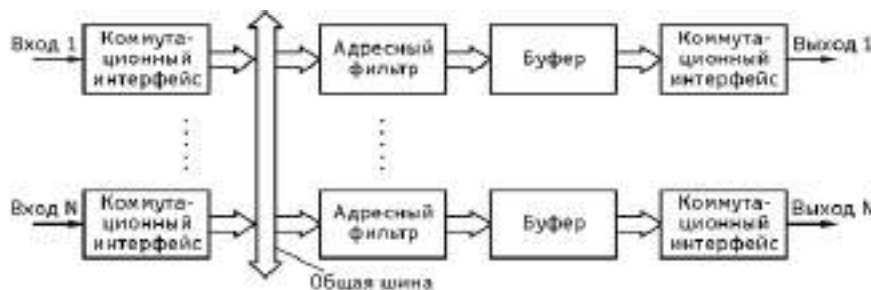 Вход 1
Коммута-
ционный
интерфейс
Адресный
фильтр
Буфер
Коммута-
ционный
интерфейс
Выход 1
Вход N
Коммута-
ционный
интерфейс
Адресный
фильтр
Буфер
Коммута-
ционный
интерфейс
Выход N
Общая шина